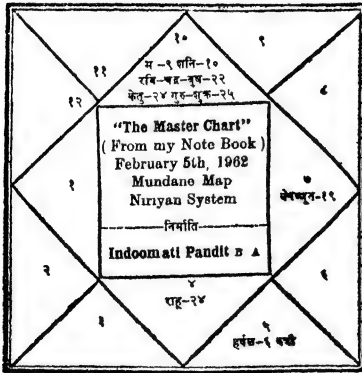 १०
म -९ शनि-१०
रवि-चद्र-बुध-२२
केतु-२४ गुरु-शुक्र-२५
९
११
१२
८
"The Master Chart"
( From my Note Book )
February 5th, 1962
Mundane Map
Niriyan System
निर्माति
Indoomati Pandit B A
१
७
नेपच्यून-१९
२
६
४
राहू-२४
३
५
हर्षल-६ वक्री